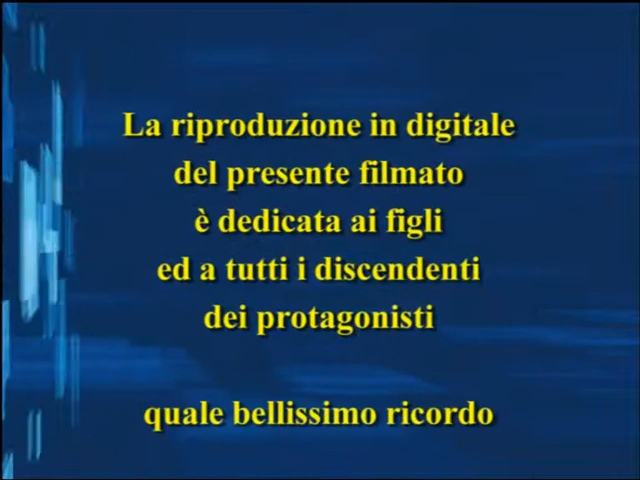 La riproduzione in digitale
del presente filmato
è dedicata ai figli
ed a tutti i discendenti
dei protagonisti
quale bellissimo ricordo